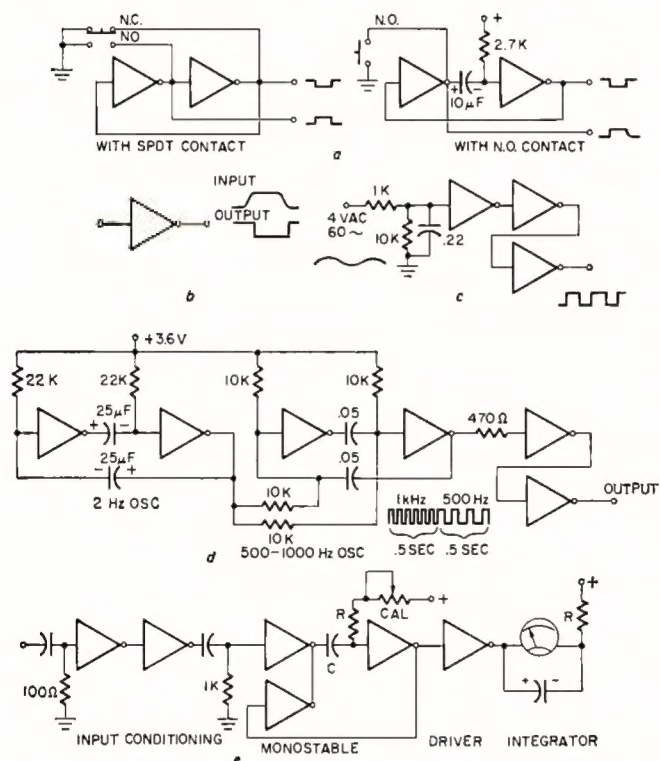 N.C.
NO
WITH SPDT CONTACT
a
N.O.
+
2.7K
+ -
10µF
WITH N.O. CONTACT
INPUT
OUTPUT
b
1K
4 VAC
60~
10K
.22
c
+3.6V
22K
22K
25µF
+ -
25µF
- +
2 Hz OSC
10K
10K
.05
.05
10K
10K
500-1000 Hz OSC
470Ω
1kHz
500 Hz
.5 SEC
.5 SEC
OUTPUT
d
100Ω
1K
C
R
CAL
+
R
+
+ -
INPUT CONDITIONING
MONOSTABLE
DRIVER
INTEGRATOR
e